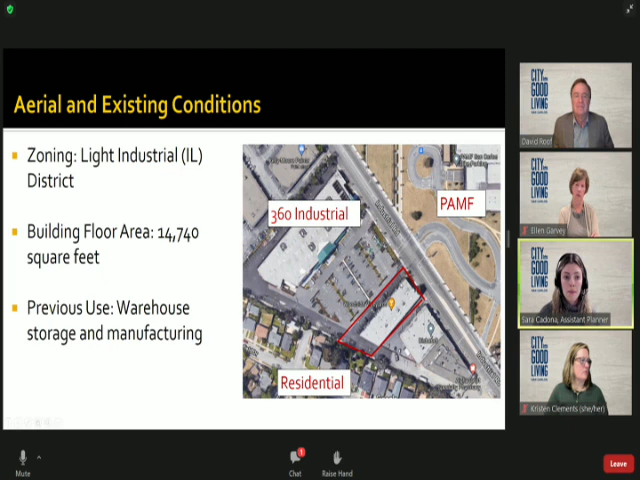 Aerial and Existing Conditions
Zoning: Light Industrial (IL)
District
Building Floor Area: 14,740
square feet
Previous Use: Warehouse
storage and manufacturing
360 Industrial
PAMF
Residential
CITY
GOOD
LIVING
David Roof
CITY
GOOD
LIVING
Ellen Garvey
CITY
GOOD
LIVING
Sara Cadona, Assistant Planner
CITY
GOOD
LIVING
Kristen Clements (she/her)
Mute
1
Chat
Raise Hand
Leave